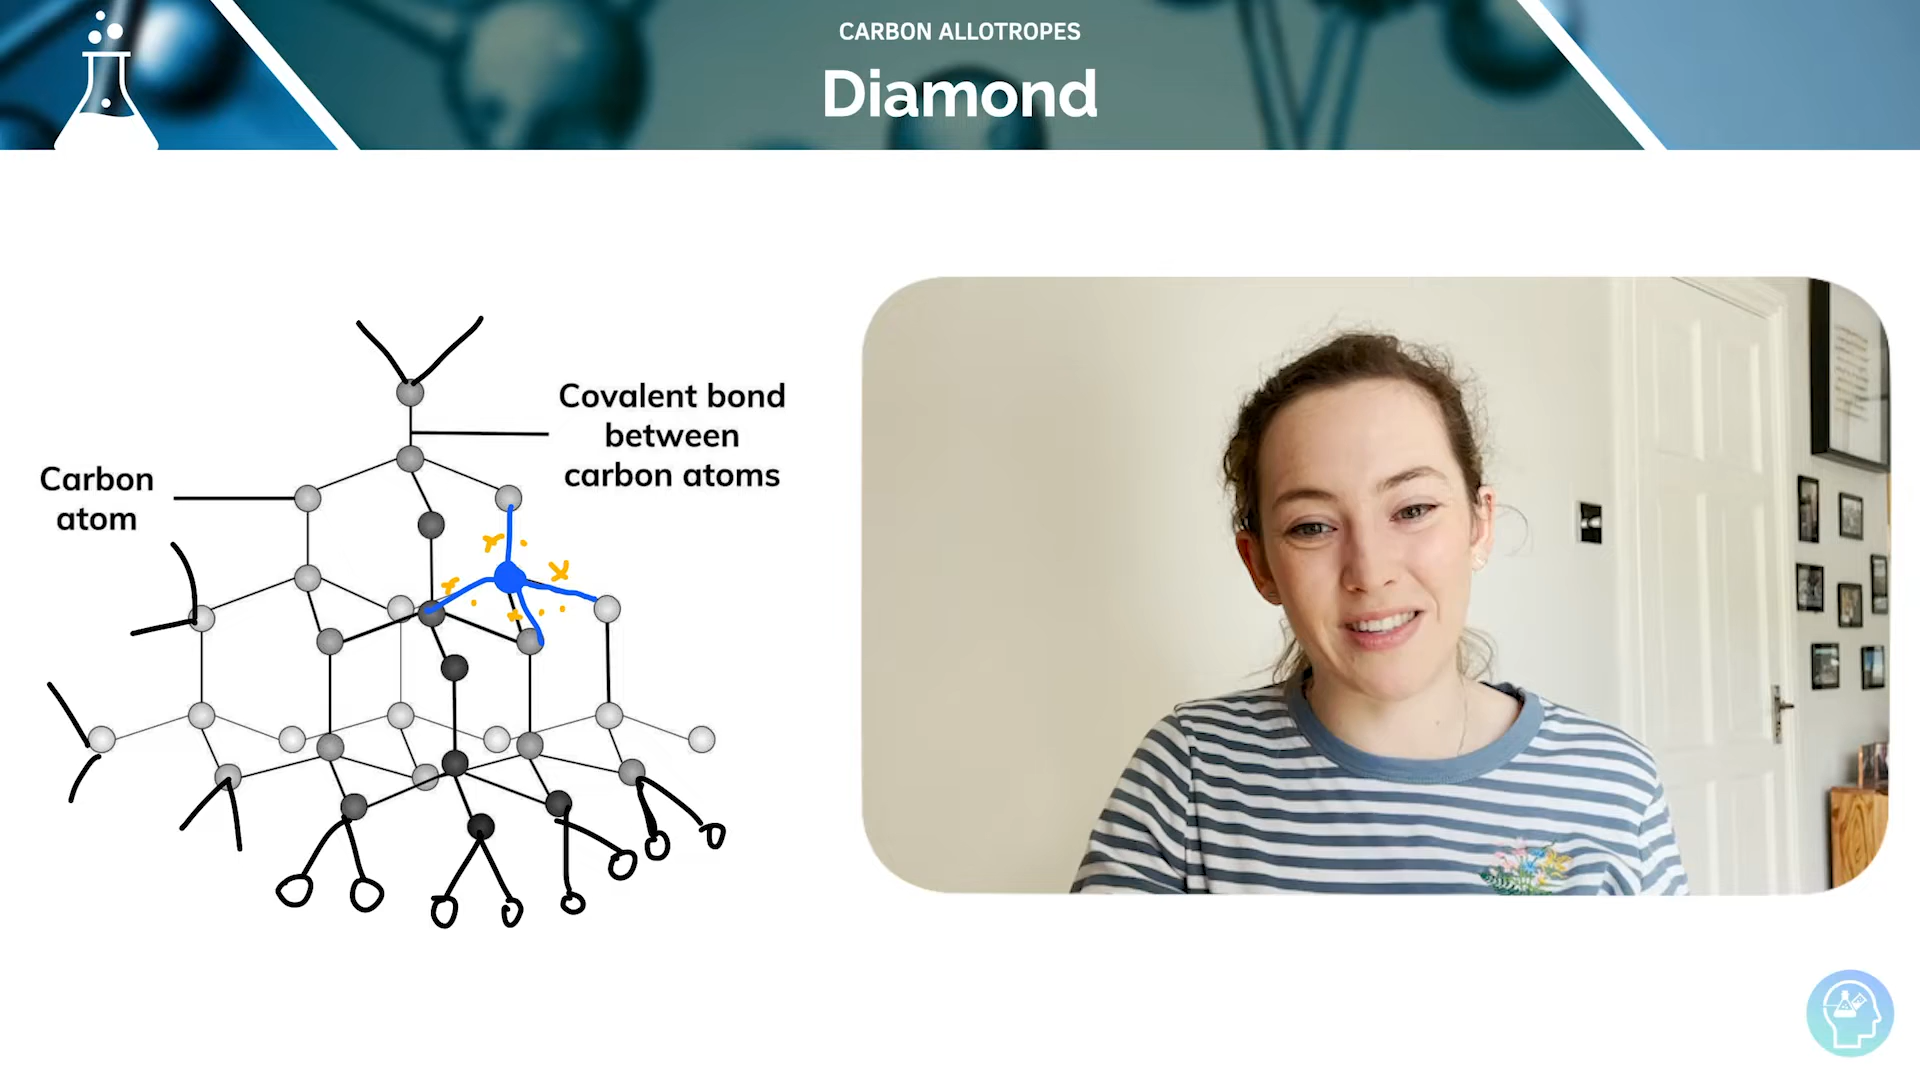 CARBON ALLOTROPES
Diamond
Covalent bond
between
carbon atoms
Carbon
atom